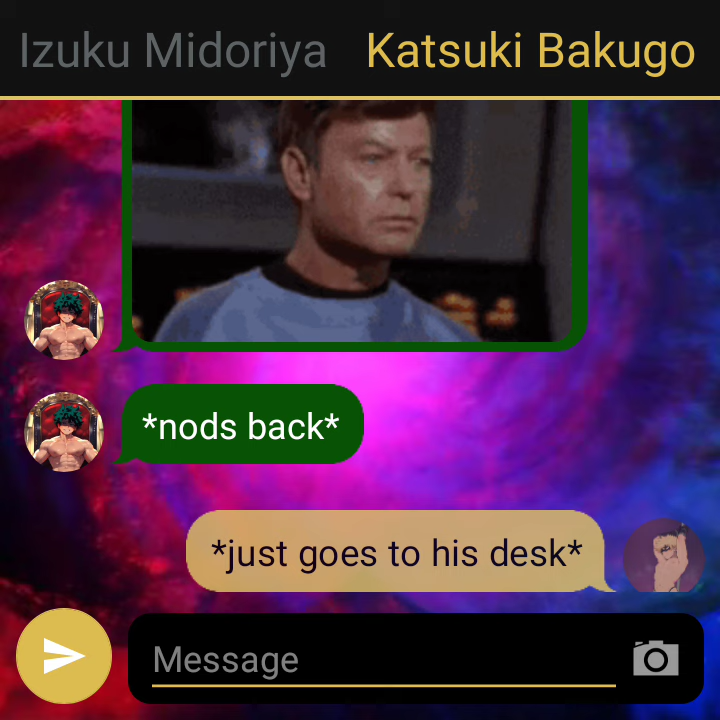 Izuku Midoriya Katsuki Bakugo
*nods back*
*just goes to his desk*
Message